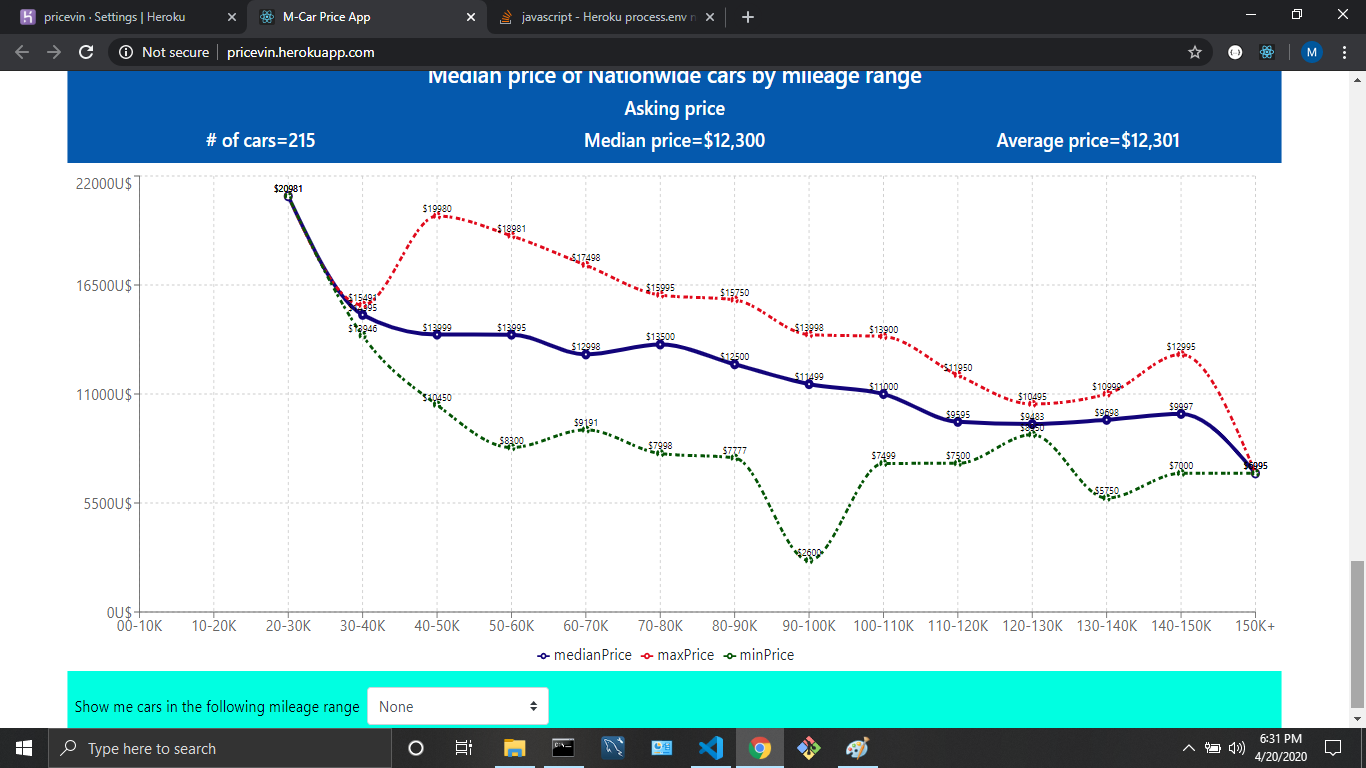 pricevin · Settings | Heroku
M-Car Price App
javascript - Heroku process.env
Not secure
pricevin.herokuapp.com
M
Median price of Nationwide cars by mileage range
Asking price
# of cars=215 Median price=$12,300 Average price=$12,301
22000U$
16500U$
11000U$
5500U$
0U$
$20981
$15491
$13946
$19980
$13999
$10450
$18981
$13995
$8300
$17498
$12998
$9191
$15995
$13500
$7998
$15750
$12500
$7777
$13998
$11499
$2600
$13900
$11000
$7499
$11950
$9595
$7500
$10495
$9483
$10999
$9698
$5750
$12995
$9997
$7000
00-10K 10-20K 20-30K 30-40K 40-50K 50-60K 60-70K 70-80K 80-90K 90-100K 100-110K 110-120K 120-130K 130-140K 140-150K 150K+
medianPrice maxPrice minPrice
Show me cars in the following mileage range None
Type here to search
6:31 PM
4/20/2020